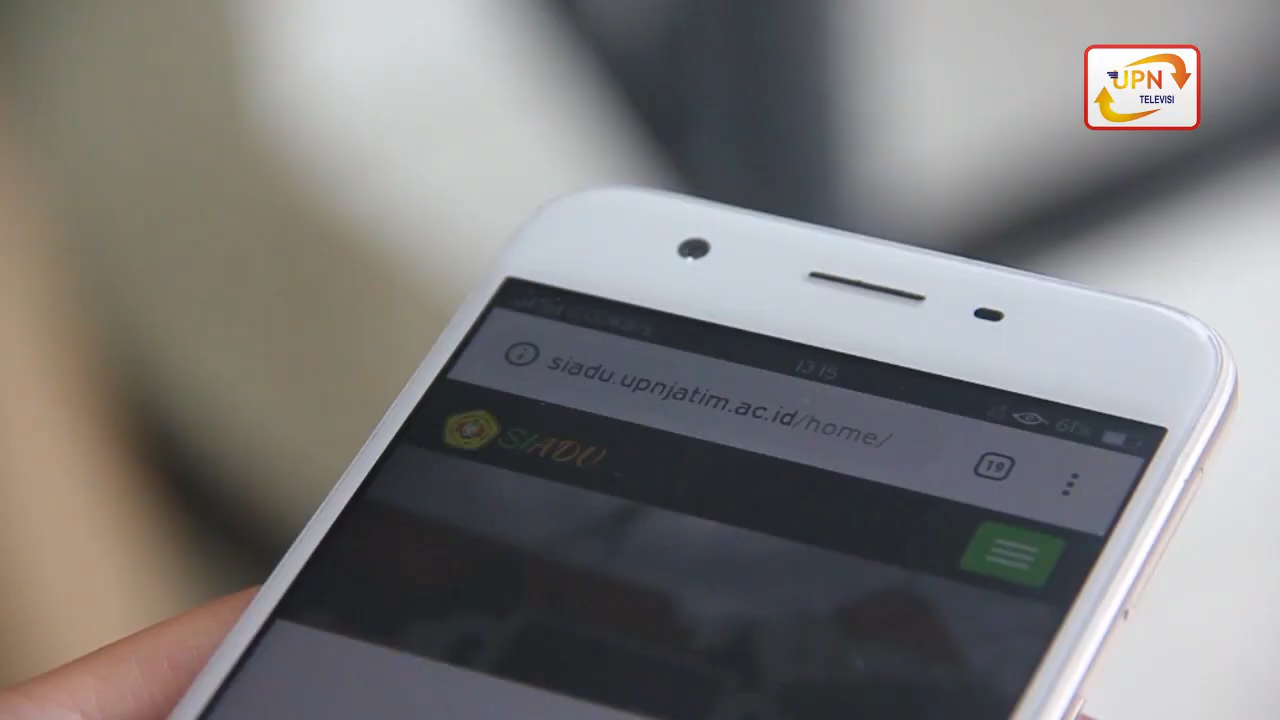 UPN
TELEVISI
13:15
61%
siadu.upnjatim.ac.id/home/
19
SIADU